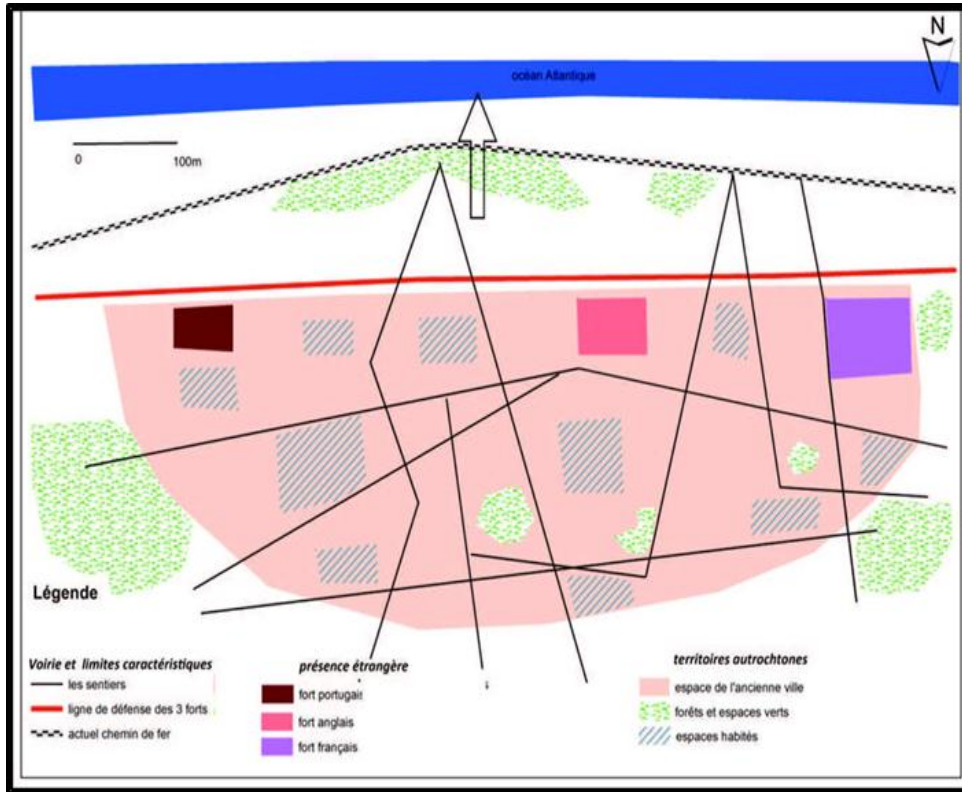 N
océan Atlantique
0 100m
Légende
Voirie et limites caractéristiques
les sentiers
ligne de défense des 3 forts
actuel chemin de fer
présence étrangère
fort portugais
fort anglais
fort français
territoires autrochtones
espace de l'ancienne ville
forêts et espaces verts
espaces habités